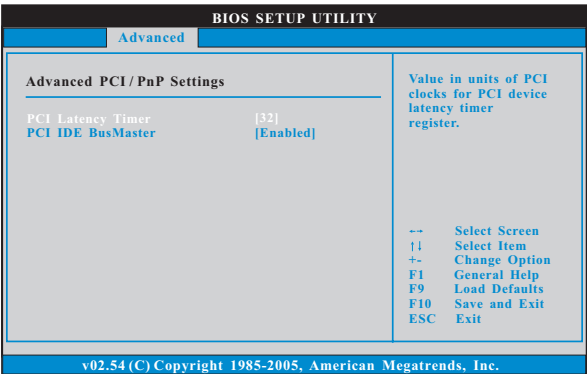 BIOS SETUP UTILITY
Advanced
Advanced PCI / PnP Settings
PCI Latency Timer [32]
PCI IDE BusMaster [Enabled]
Value in units of PCI
clocks for PCI device
latency timer
register.
←→ Select Screen
↑↓ Select Item
+- Change Option
F1 General Help
F9 Load Defaults
F10 Save and Exit
ESC Exit
v02.54 (C) Copyright 1985-2005, American Megatrends, Inc.